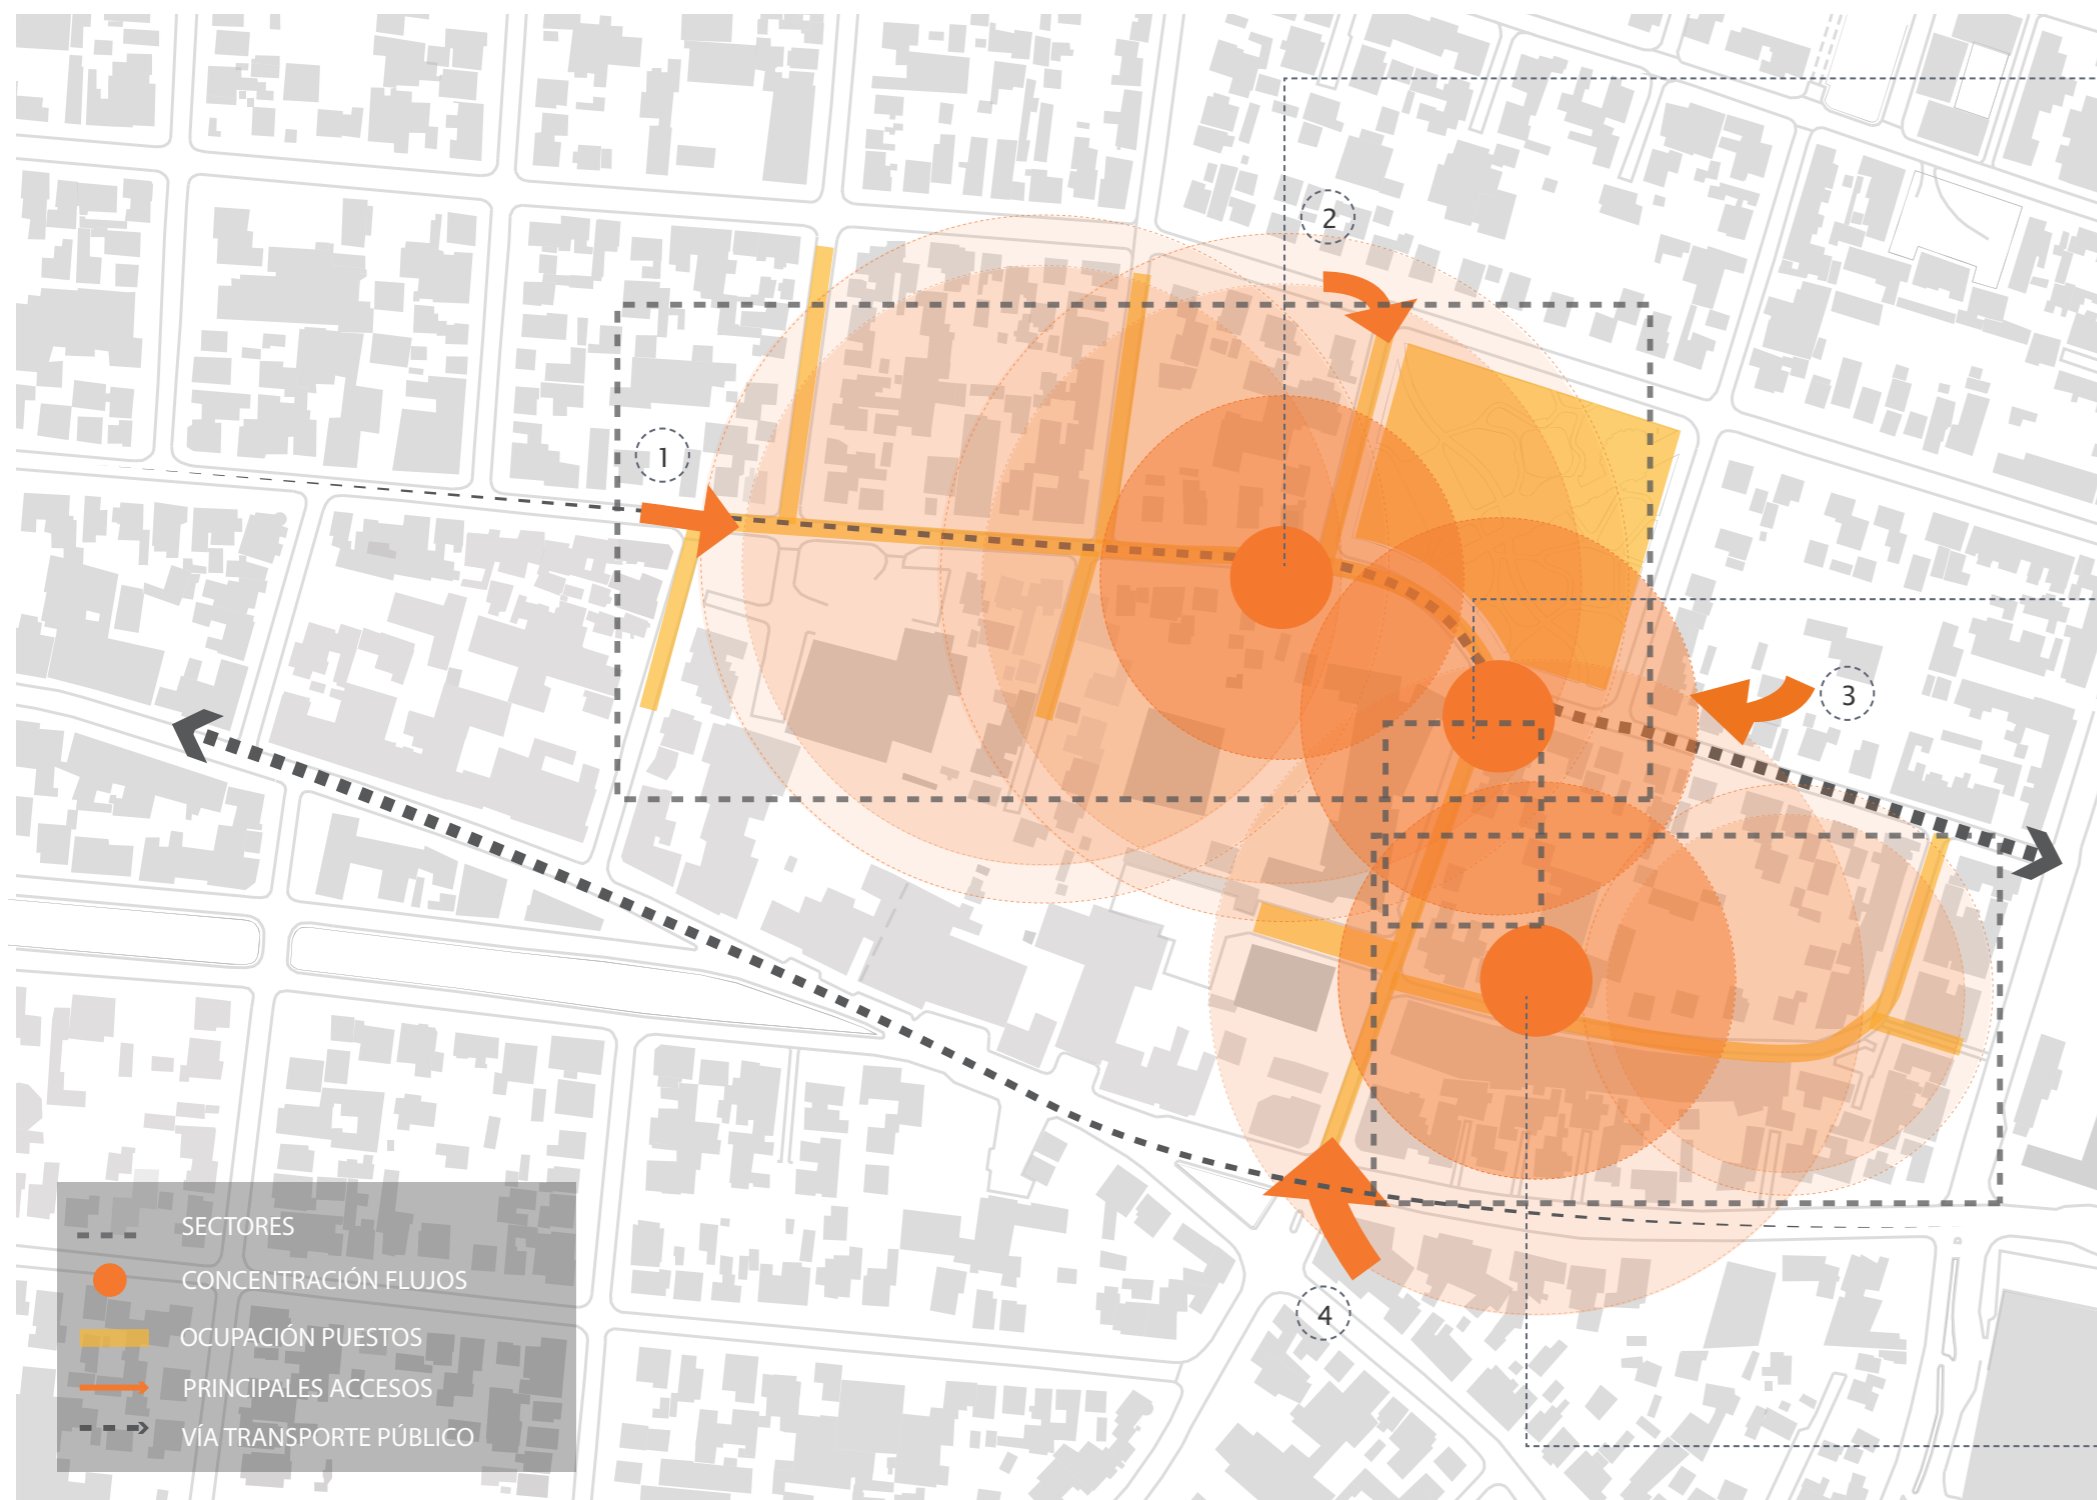 2
1
3
4
SECTORES
CONCENTRACIÓN FLUJOS
OCUPACIÓN PUESTOS
PRINCIPALES ACCESOS
VÍA TRANSPORTE PÚBLICO